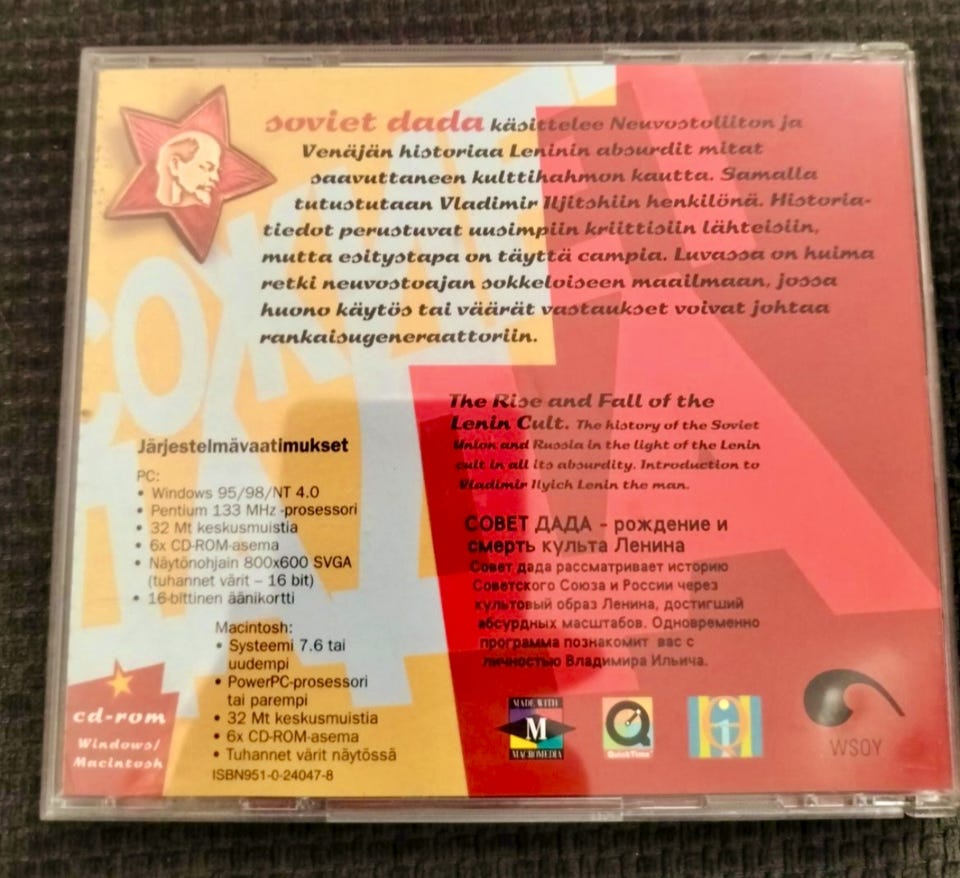 soviet dada käsittelee Neuvostoliiton ja
Venäjän historiaa Leninin absurdit mitat
saavuttaneen kulttihahmon kautta. Samalla
tutustutaan Vladimir Iljitshiin henkilönä. Historia-
tiedot perustuvat uusimpiin kriittisiin lähteisiin,
mutta esitystapa on täyttä campia. Luvassa on huima
retki neuvostoajan sokkeloiseen maailmaan, jossa
huono käytös tai väärät vastaukset voivat johtaa
rankaisugeneraattoriin.
The Rise and Fall of the
Lenin Cult. The history of the Soviet
Union and Russia in the light of the Lenin
cult in all its absurdity. Introduction to
Vladimir Ilyich Lenin the man.
СОВЕТ ДАДА - рождение и
смерть культа Ленина
Совет дада рассматривает историю
Советского Союза и России через
культовый образ Ленина, достигший
абсурдных масштабов. Одновременно
программа познакомит вас с
личностью Владимира Ильича.
Järjestelmävaatimukset
PC:
• Windows 95/98/NT 4.0
• Pentium 133 MHz -prosessori
• 32 Mt keskusmuistia
• 6x CD-ROM-asema
• Näytönohjain 800x600 SVGA
(tuhannet värit – 16 bit)
• 16-bittinen äänikortti
Macintosh:
• Systeemi 7.6 tai
uudempi
• PowerPC-prosessori
tai parempi
• 32 Mt keskusmuistia
• 6x CD-ROM-asema
• Tuhannet värit näytössä
ISBN951-0-24047-8
cd-rom
Windows/
Macintosh
MADE WITH
M
MACROMEDIA
QuickTime
i
WSOY